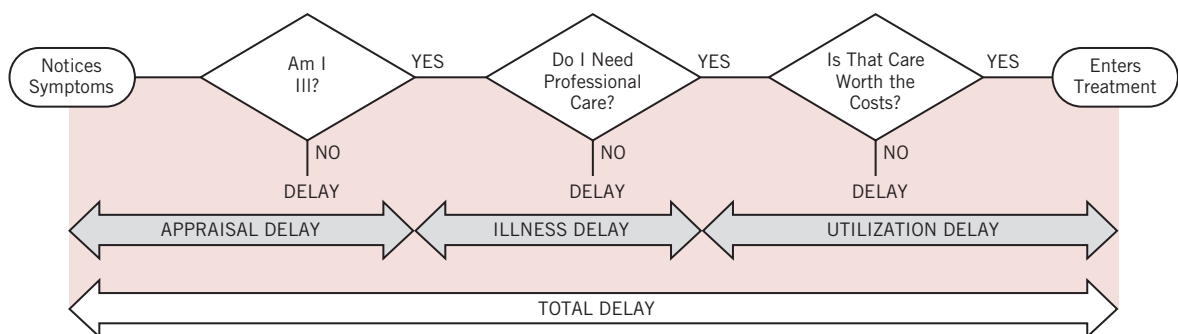 Notices
Symptoms
Am I
Ill?
YES
Do I Need
Professional
Care?
YES
Is That Care
Worth the
Costs?
YES
Enters
Treatment
NO
NO
NO
DELAY
DELAY
DELAY
APPRAISAL DELAY
ILLNESS DELAY
UTILIZATION DELAY
TOTAL DELAY